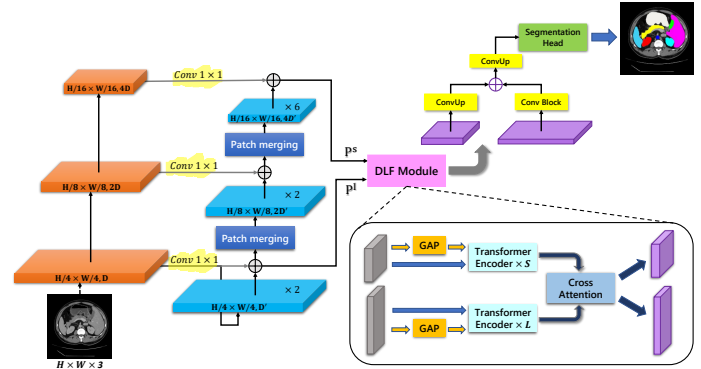 Segmentation
Head
ConvUp
ConvUp
Conv Block
H/16 × W/16, 4D
Conv 1 × 1
× 6
H/16 × W/16, 4D'
Patch merging
pˢ
H/8 × W/8, 2D
Conv 1 × 1
× 2
H/8 × W/8, 2D'
DLF Module
pˡ
Patch merging
H/4 × W/4, D
Conv 1 × 1
× 2
H/4 × W/4, D'
H × W × 3
GAP
Transformer
Encoder × S
Cross
Attention
Transformer
Encoder × L
GAP